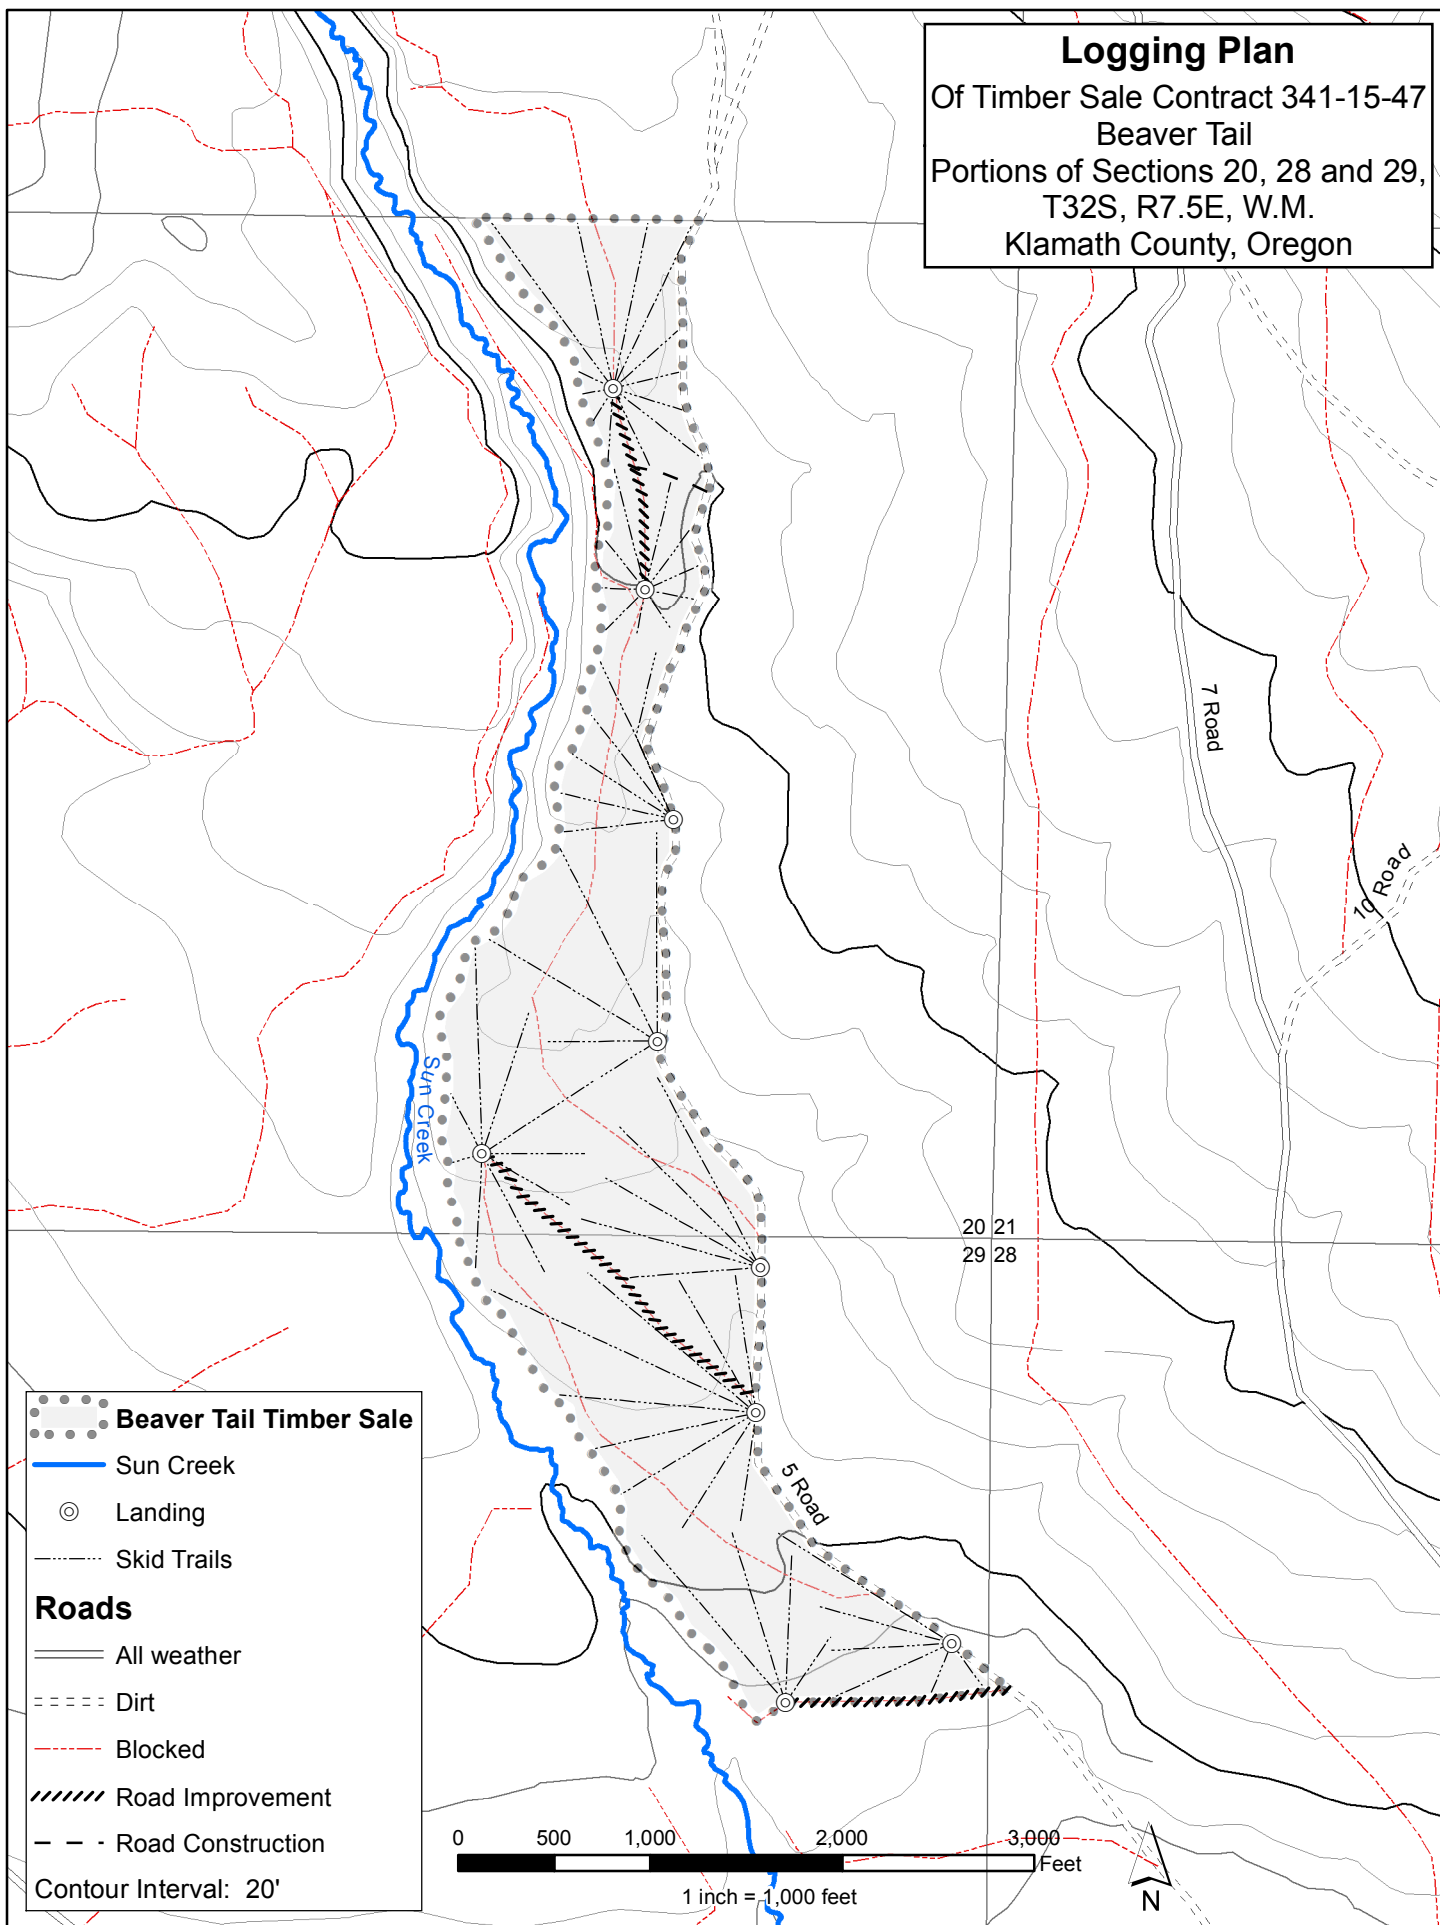 Logging Plan
Of Timber Sale Contract 341-15-47
Beaver Tail
Portions of Sections 20, 28 and 29,
T32S, R7.5E, W.M.
Klamath County, Oregon
7 Road
10 Road
Sun Creek
20 21
29 28
5 Road
Beaver Tail Timber Sale
Sun Creek
Landing
Skid Trails
Roads
All weather
Dirt
Blocked
Road Improvement
Road Construction
Contour Interval: 20'
0 500 1,000 2,000 3,000
Feet
1 inch = 1,000 feet
N